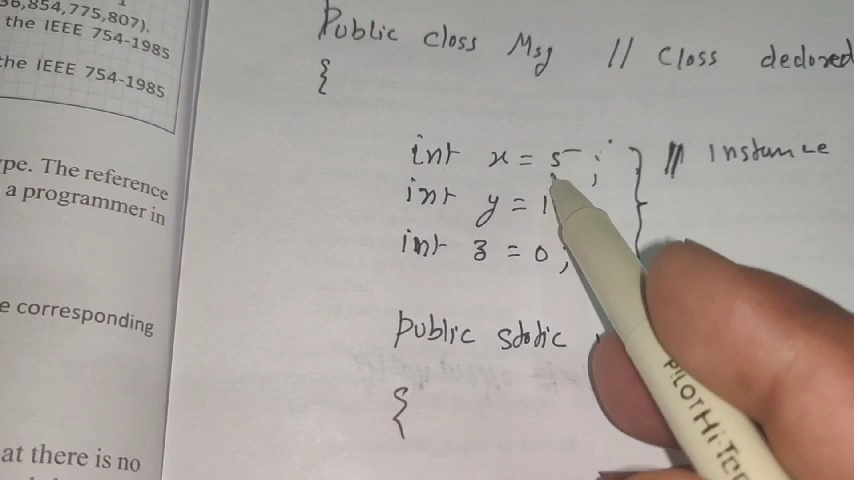 36,854,775,807).
the IEEE 754-1985
the IEEE 754-1985
ype. The reference
a programmer in
e corresponding
at there is no
Public class Msg // Class declared
{
int x = 5; // Instance
int y = 1
int z = 0;
public static
{
PILOT Hi-Tec